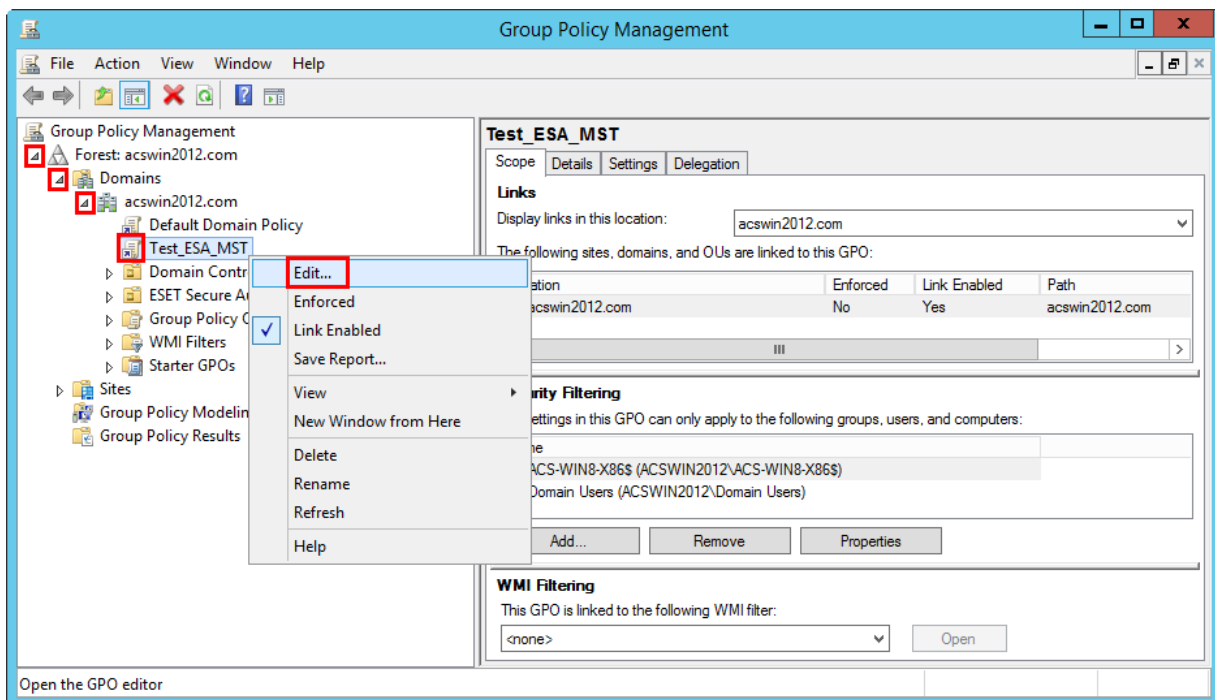 Group Policy Management
File Action View Window Help
Group Policy Management
Forest: acswin2012.com
Domains
acswin2012.com
Default Domain Policy
Test_ESA_MST
Domain Contr
ESET Secure Au
Group Policy O
WMI Filters
Starter GPOs
Sites
Group Policy Modelin
Group Policy Results
Edit...
Enforced
Link Enabled
Save Report...
View
New Window from Here
Delete
Rename
Refresh
Help
Test_ESA_MST
Scope Details Settings Delegation
Links
Display links in this location: acswin2012.com
The following sites, domains, and OUs are linked to this GPO:
ation Enforced Link Enabled Path
acswin2012.com No Yes acswin2012.com
urity Filtering
ettings in this GPO can only apply to the following groups, users, and computers:
ne
ACS-WIN8-X86$ (ACSWIN2012\ACS-WIN8-X86$)
Domain Users (ACSWIN2012\Domain Users)
Add... Remove Properties
WMI Filtering
This GPO is linked to the following WMI filter:
<none> Open
Open the GPO editor